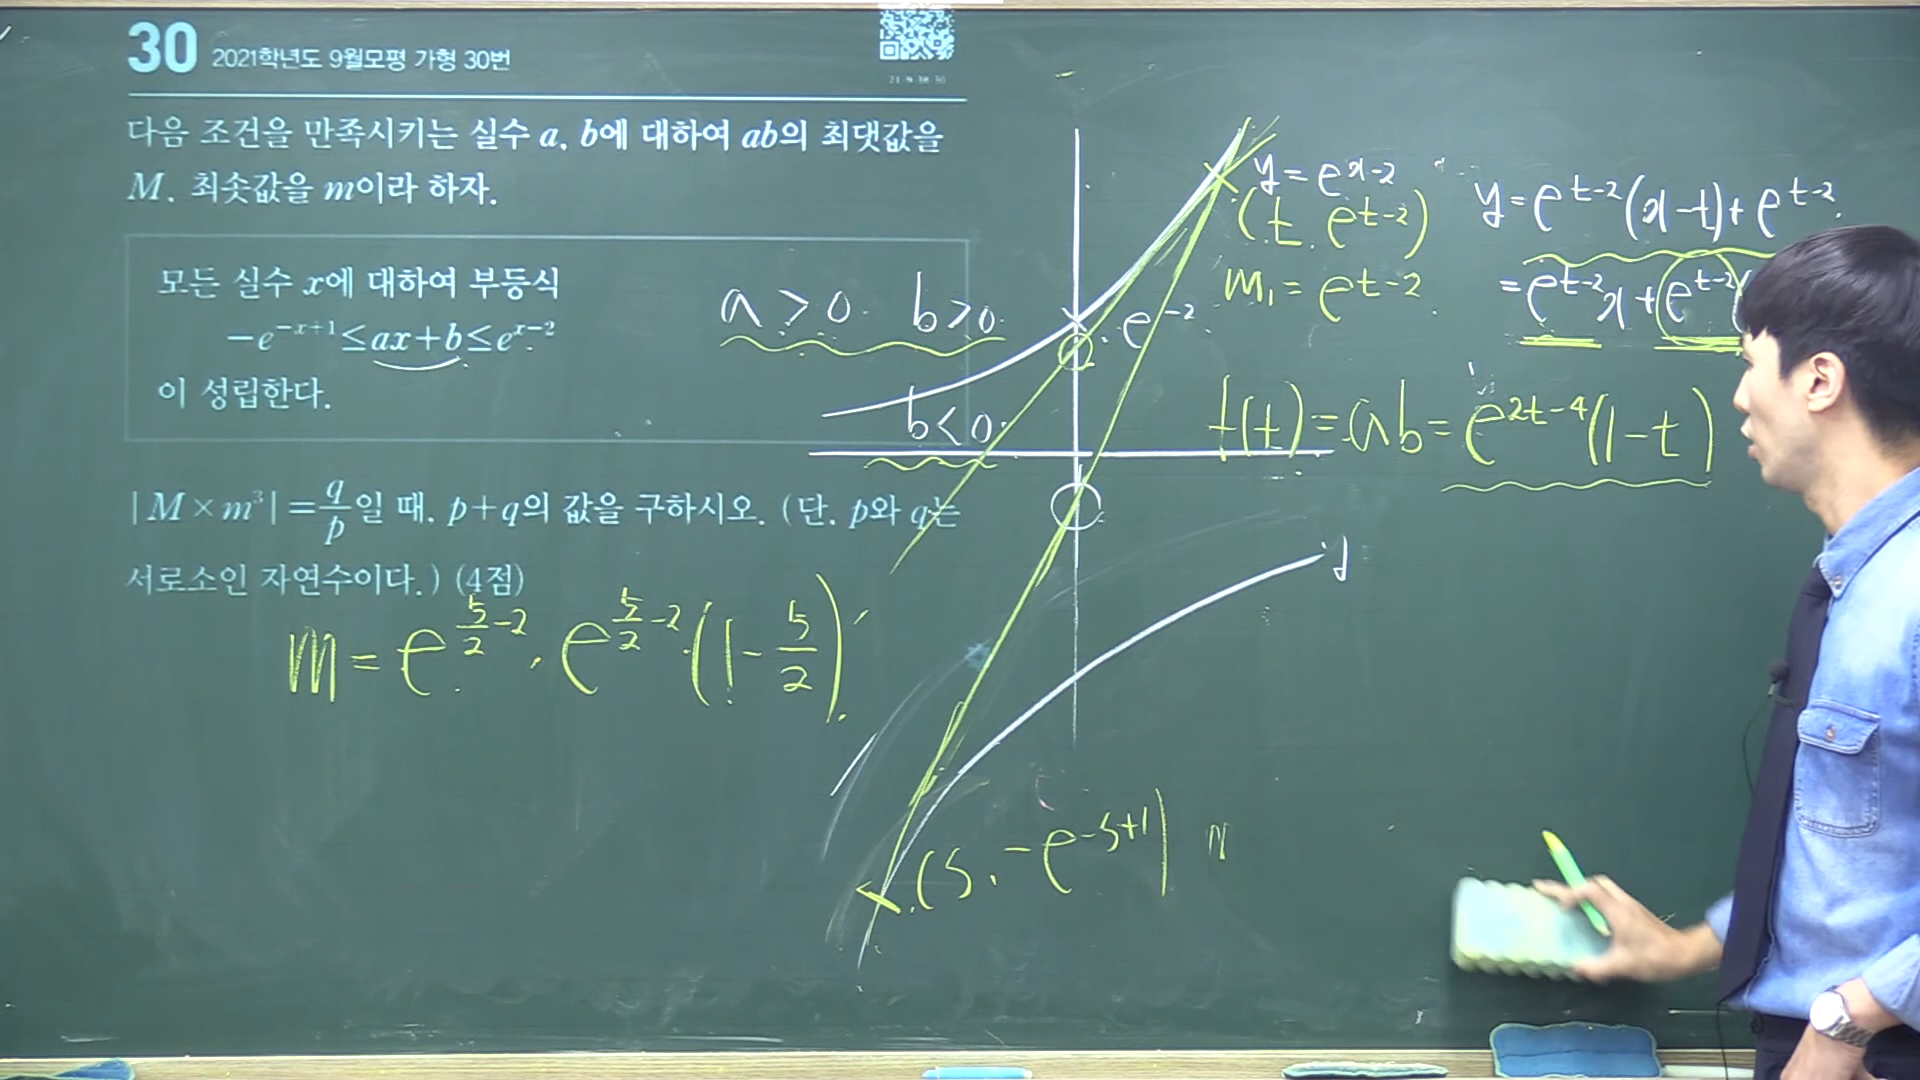 30 2021학년도 9월모평 가형 30번
21-9-30-30
다음 조건을 만족시키는 실수 a, b에 대하여 ab의 최댓값을
M, 최솟값을 m이라 하자.
모든 실수 x에 대하여 부등식
-e^{-x+1} ≤ ax+b ≤ e^{x-2}
이 성립한다.
|M×m³| = q/p일 때, p+q의 값을 구하시오. (단, p와 q는
서로소인 자연수이다.) (4점)
m = e^{5/2-2} · e^{5/2-2}(1-5/2)
a>0 b>0
b<0
y=e^{x-2}
(t, e^{t-2})
m₁=e^{t-2}
e^{-2}
y=e^{t-2}(x-t)+e^{t-2}
=e^{t-2}x+e^{t-2}(
f(t)=ab=e^{2t-4}(1-t)
y
(s, -e^{-s+1})